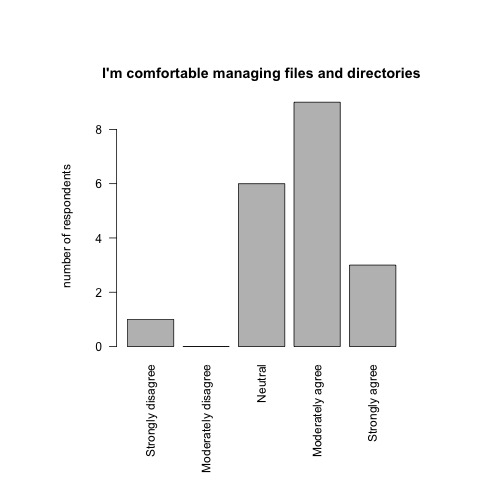 I'm comfortable managing files and directories
number of respondents
8
6
4
2
0
Strongly disagree
Moderately disagree
Neutral
Moderately agree
Strongly agree